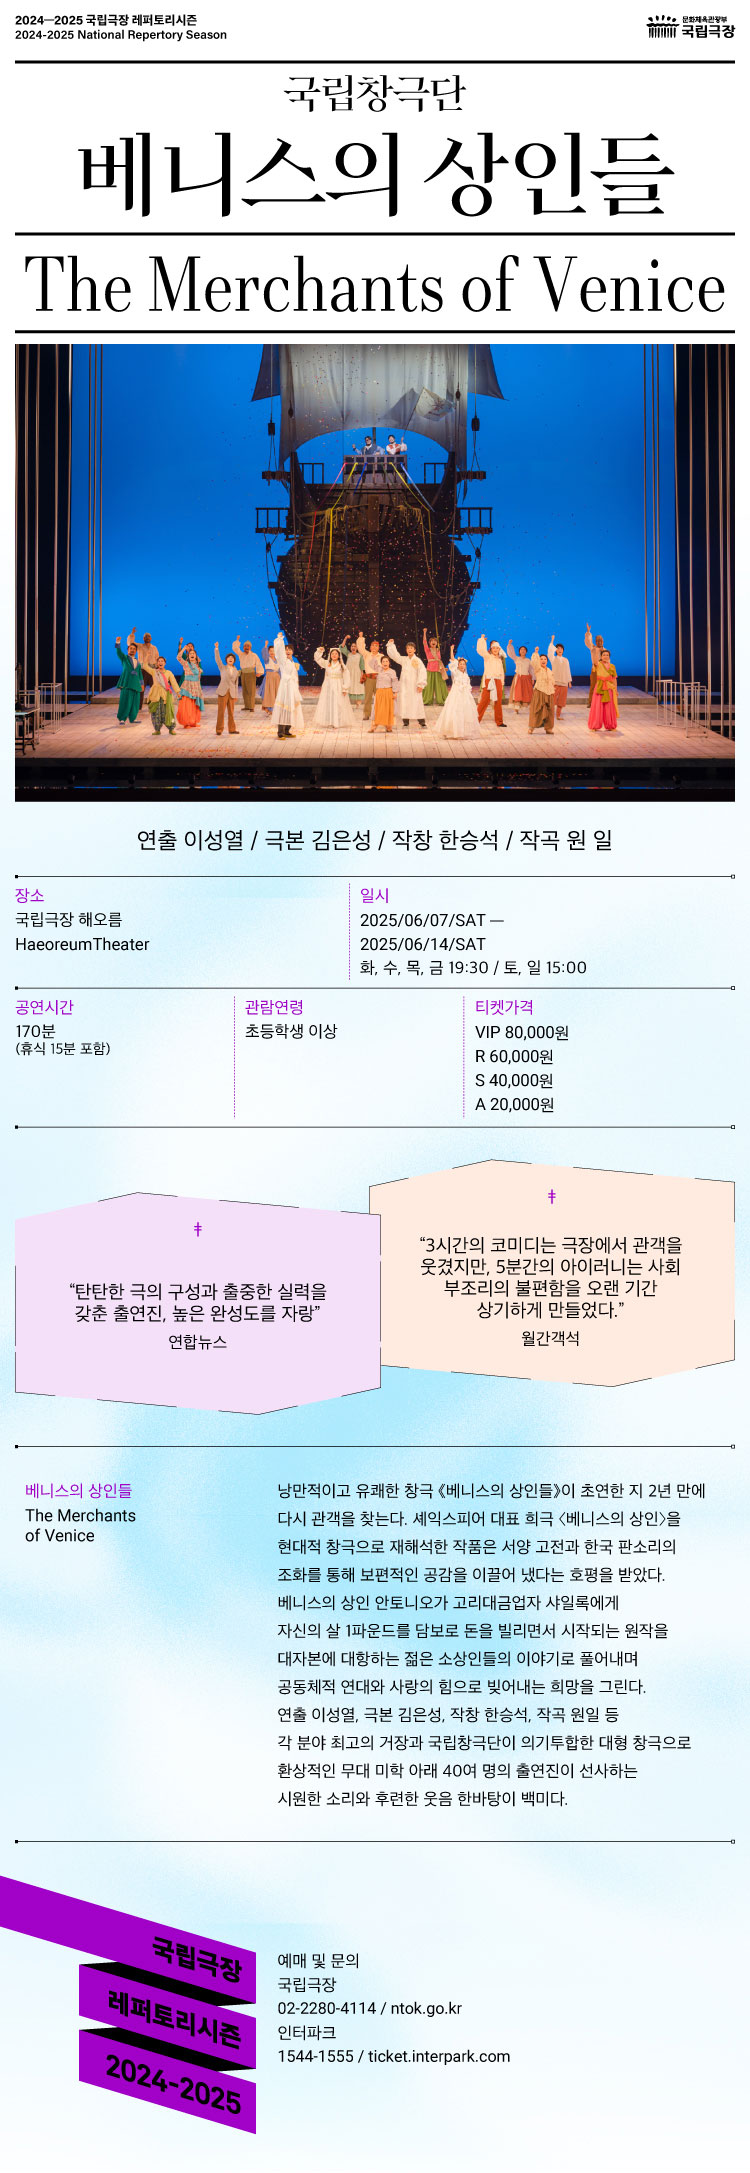 2024—2025 국립극장 레퍼토리시즌
2024-2025 National Repertory Season
문화체육관광부
국립극장
국립창극단
베니스의 상인들
The Merchants of Venice
연출 이성열 / 극본 김은성 / 작창 한승석 / 작곡 원 일
장소
국립극장 해오름
HaeoreumTheater
일시
2025/06/07/SAT —
2025/06/14/SAT
화, 수, 목, 금 19:30 / 토, 일 15:00
공연시간
170분
(휴식 15분 포함)
관람연령
초등학생 이상
티켓가격
VIP 80,000원
R 60,000원
S 40,000원
A 20,000원
“탄탄한 극의 구성과 출중한 실력을
갖춘 출연진, 높은 완성도를 자랑”
연합뉴스
“3시간의 코미디는 극장에서 관객을
웃겼지만, 5분간의 아이러니는 사회
부조리의 불편함을 오랜 기간
상기하게 만들었다.”
월간객석
베니스의 상인들
The Merchants
of Venice
낭만적이고 유쾌한 창극 《베니스의 상인들》이 초연한 지 2년 만에
다시 관객을 찾는다. 셰익스피어 대표 희극 〈베니스의 상인〉을
현대적 창극으로 재해석한 작품은 서양 고전과 한국 판소리의
조화를 통해 보편적인 공감을 이끌어 냈다는 호평을 받았다.
베니스의 상인 안토니오가 고리대금업자 샤일록에게
자신의 살 1파운드를 담보로 돈을 빌리면서 시작되는 원작을
대자본에 대항하는 젊은 소상인들의 이야기로 풀어내며
공동체적 연대와 사랑의 힘으로 빚어내는 희망을 그린다.
연출 이성열, 극본 김은성, 작창 한승석, 작곡 원일 등
각 분야 최고의 거장과 국립창극단이 의기투합한 대형 창극으로
환상적인 무대 미학 아래 40여 명의 출연진이 선사하는
시원한 소리와 후련한 웃음 한바탕이 백미다.
국립극장
레퍼토리시즌
2024-2025
예매 및 문의
국립극장
02-2280-4114 / ntok.go.kr
인터파크
1544-1555 / ticket.interpark.com